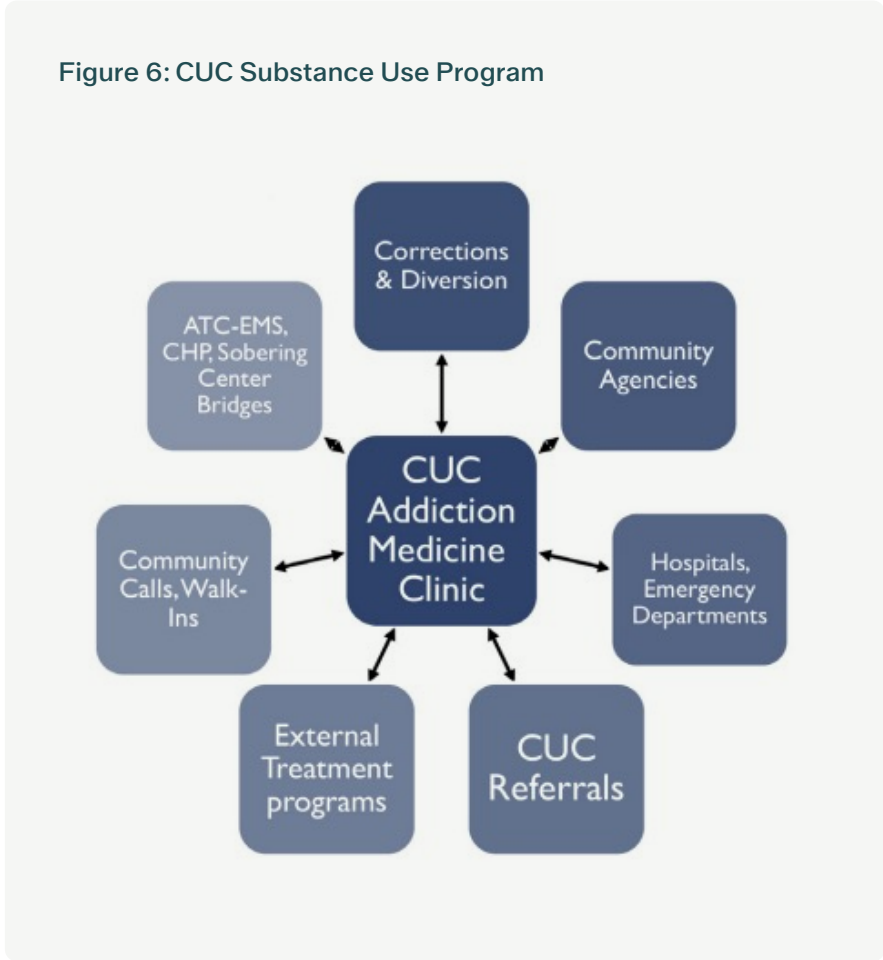 Figure 6: CUC Substance Use Program
Corrections
& Diversion
ATC-EMS,
CHP, Sobering
Center
Bridges
Community
Agencies
CUC
Addiction
Medicine
Clinic
Community
Calls, Walk-
Ins
Hospitals,
Emergency
Departments
External
Treatment
programs
CUC
Referrals